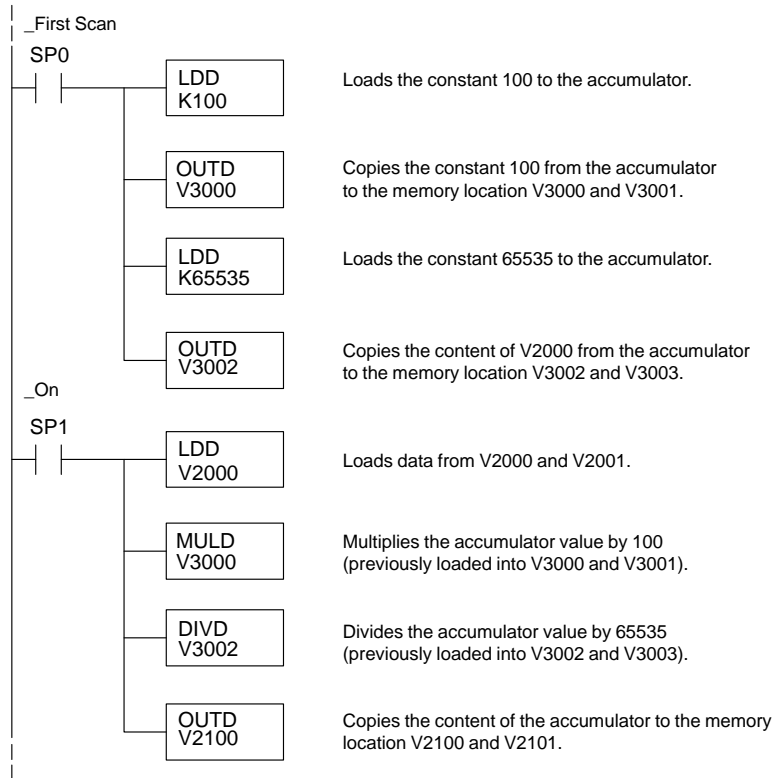 _First Scan
SP0
LDD
K100
Loads the constant 100 to the accumulator.
OUTD
V3000
Copies the constant 100 from the accumulator
to the memory location V3000 and V3001.
LDD
K65535
Loads the constant 65535 to the accumulator.
OUTD
V3002
Copies the content of V2000 from the accumulator
to the memory location V3002 and V3003.
_On
SP1
LDD
V2000
Loads data from V2000 and V2001.
MULD
V3000
Multiplies the accumulator value by 100
(previously loaded into V3000 and V3001).
DIVD
V3002
Divides the accumulator value by 65535
(previously loaded into V3002 and V3003).
OUTD
V2100
Copies the content of the accumulator to the memory
location V2100 and V2101.